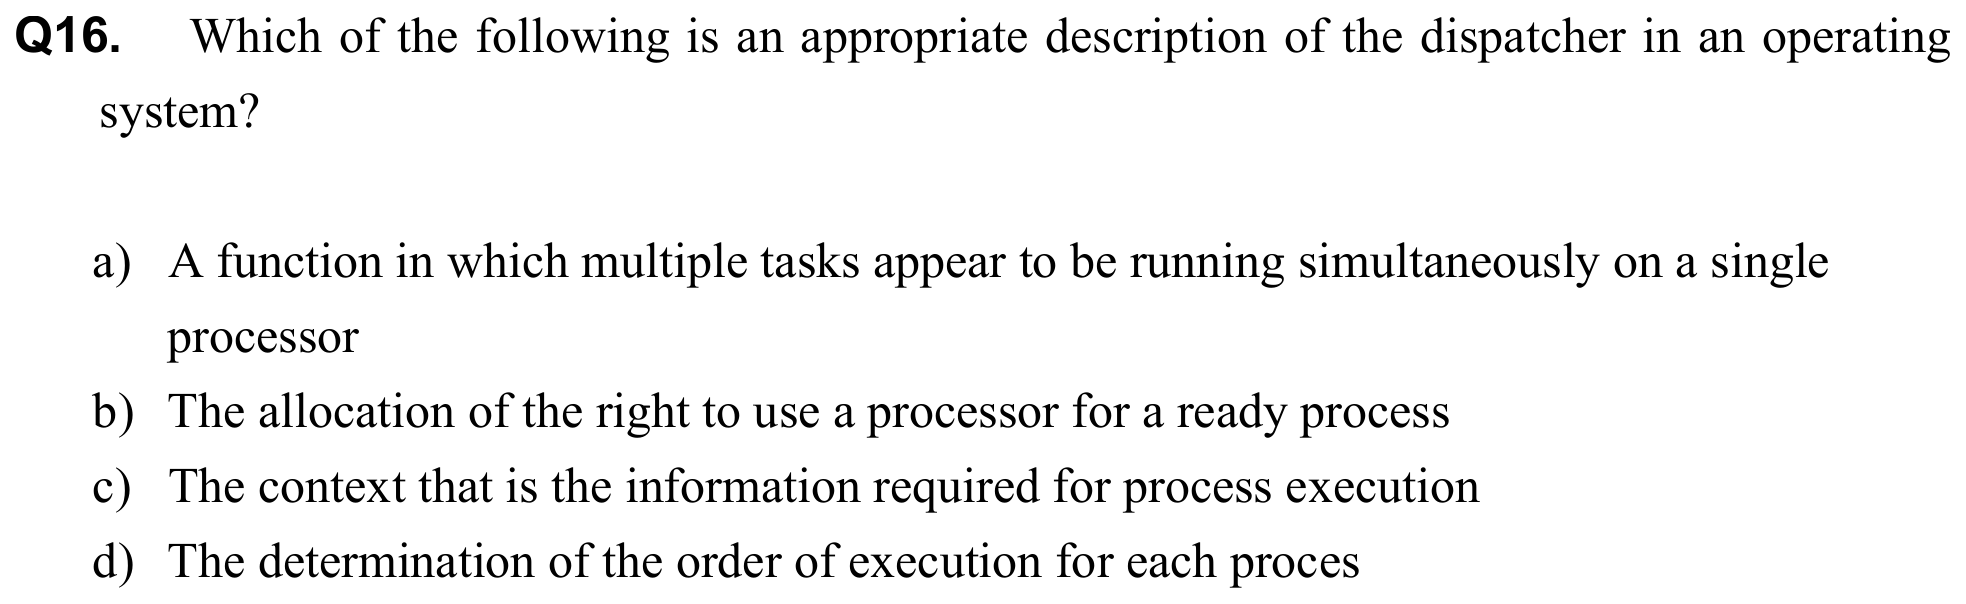 Q16. Which of the following is an appropriate description of the dispatcher in an operating
system?
a) A function in which multiple tasks appear to be running simultaneously on a single
processor
b) The allocation of the right to use a processor for a ready process
c) The context that is the information required for process execution
d) The determination of the order of execution for each proces